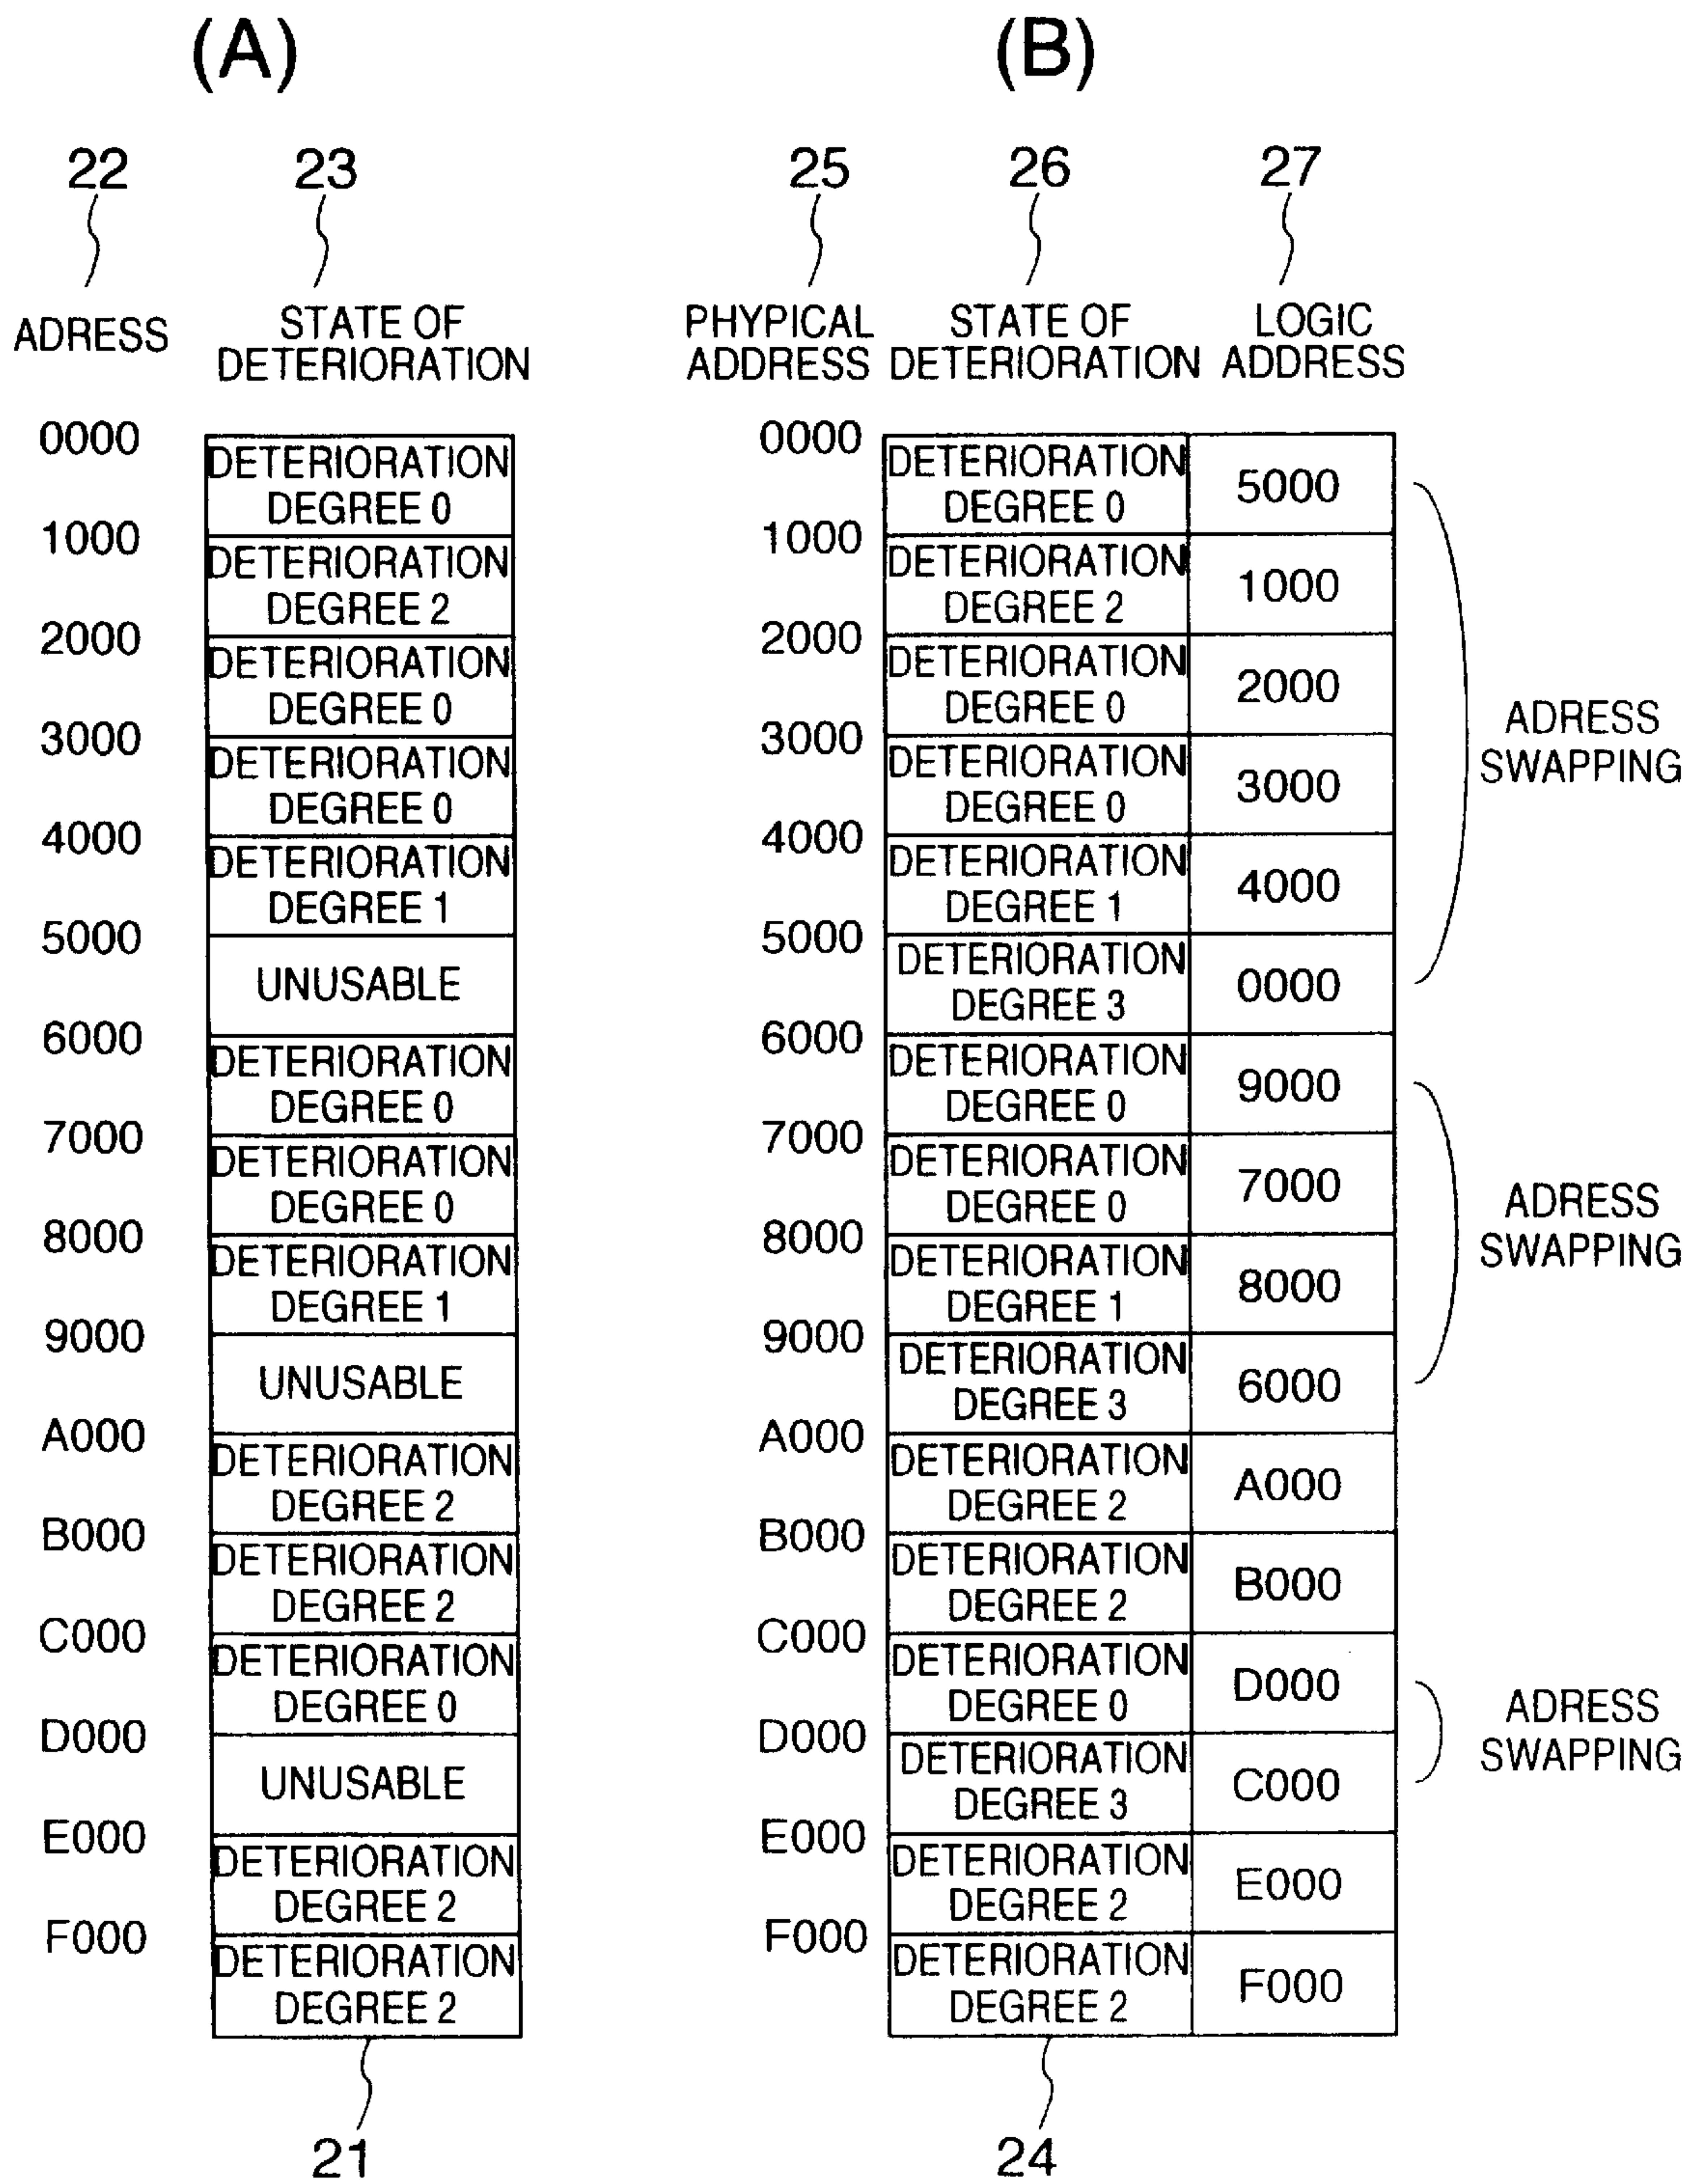 (A)
(B)
22
23
25
26
27
ADRESS
STATE OF
DETERIORATION
PHYPICAL
ADDRESS
STATE OF
DETERIORATION
LOGIC
ADDRESS
0000
DETERIORATION
DEGREE 0
1000
DETERIORATION
DEGREE 2
2000
DETERIORATION
DEGREE 0
3000
DETERIORATION
DEGREE 0
4000
DETERIORATION
DEGREE 1
5000
UNUSABLE
6000
DETERIORATION
DEGREE 0
7000
DETERIORATION
DEGREE 0
8000
DETERIORATION
DEGREE 1
9000
UNUSABLE
A000
DETERIORATION
DEGREE 2
B000
DETERIORATION
DEGREE 2
C000
DETERIORATION
DEGREE 0
D000
UNUSABLE
E000
DETERIORATION
DEGREE 2
F000
DETERIORATION
DEGREE 2
21
0000
DETERIORATION
DEGREE 0
5000
1000
DETERIORATION
DEGREE 2
1000
2000
DETERIORATION
DEGREE 0
2000
3000
DETERIORATION
DEGREE 0
3000
4000
DETERIORATION
DEGREE 1
4000
5000
DETERIORATION
DEGREE 3
0000
6000
DETERIORATION
DEGREE 0
9000
7000
DETERIORATION
DEGREE 0
7000
8000
DETERIORATION
DEGREE 1
8000
9000
DETERIORATION
DEGREE 3
6000
A000
DETERIORATION
DEGREE 2
A000
B000
DETERIORATION
DEGREE 2
B000
C000
DETERIORATION
DEGREE 0
D000
D000
DETERIORATION
DEGREE 3
C000
E000
DETERIORATION
DEGREE 2
E000
F000
DETERIORATION
DEGREE 2
F000
24
ADRESS
SWAPPING
ADRESS
SWAPPING
ADRESS
SWAPPING